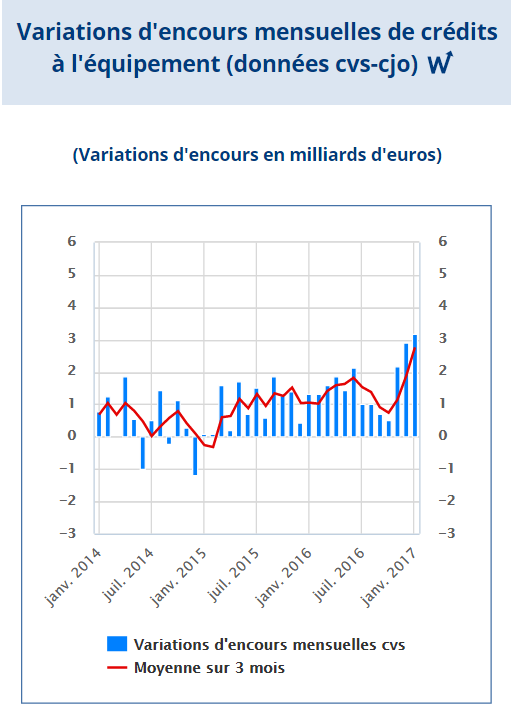 Variations d'encours mensuelles de crédits
à l'équipement (données cvs-cjo) W
(Variations d'encours en milliards d'euros)
6 6
5 5
4 4
3 3
2 2
1 1
0 0
−1 −1
−2 −2
−3 −3
janv. 2014 juil. 2014 janv. 2015 juil. 2015 janv. 2016 juil. 2016 janv. 2017
Variations d'encours mensuelles cvs
Moyenne sur 3 mois